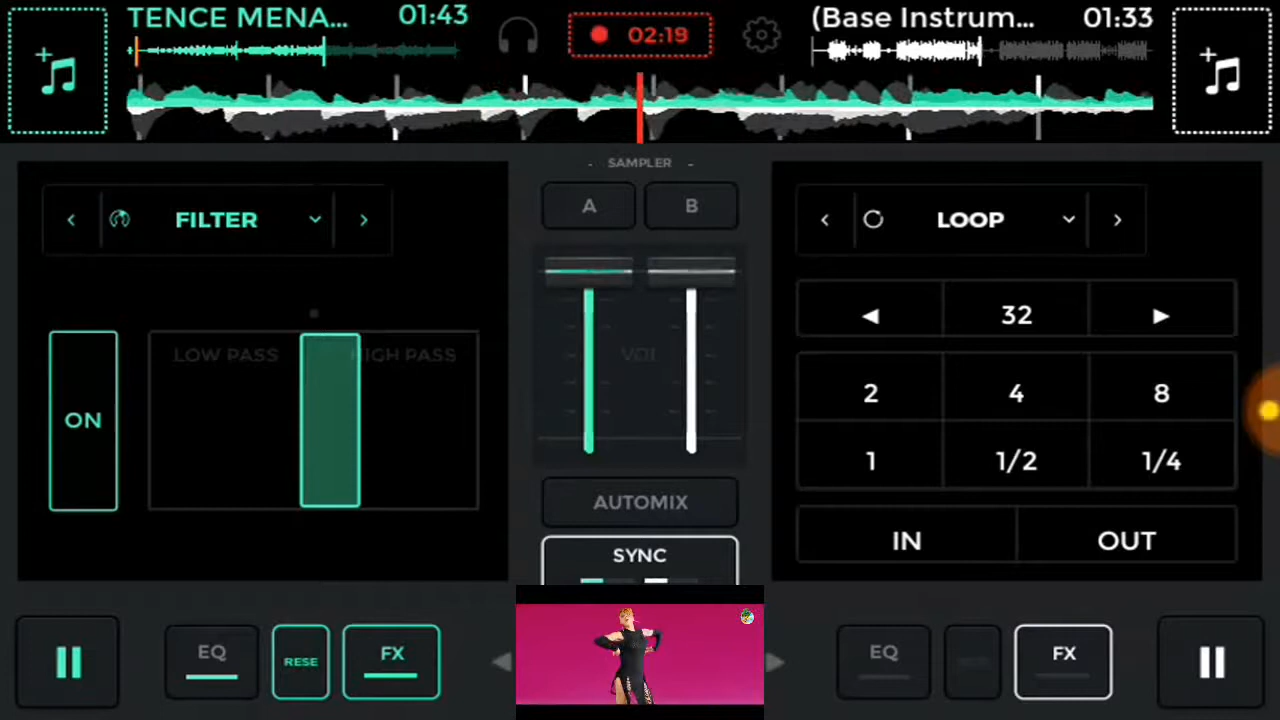 TENCE MENA...
01:43
02:19
(Base Instrum...
01:33
- SAMPLER -
A
B
FILTER
LOOP
LOW PASS
HIGH PASS
ON
VOL
◀ 32 ▶
2 4 8
1 1/2 1/4
IN OUT
AUTOMIX
SYNC
EQ
RESE
FX
EQ
FX